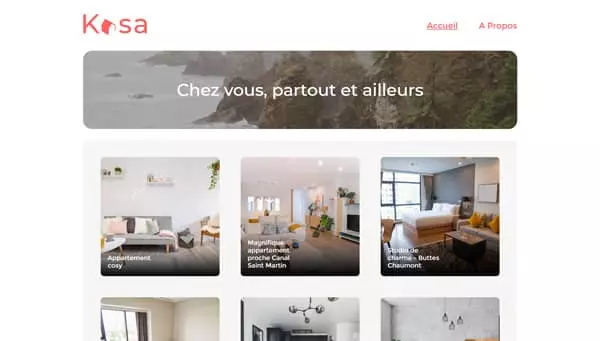 Kasa
Accueil
A Propos
Chez vous, partout et ailleurs
Appartement
cosy
Magnifique
appartement
proche Canal
Saint Martin
Studio de
charme - Buttes
Chaumont